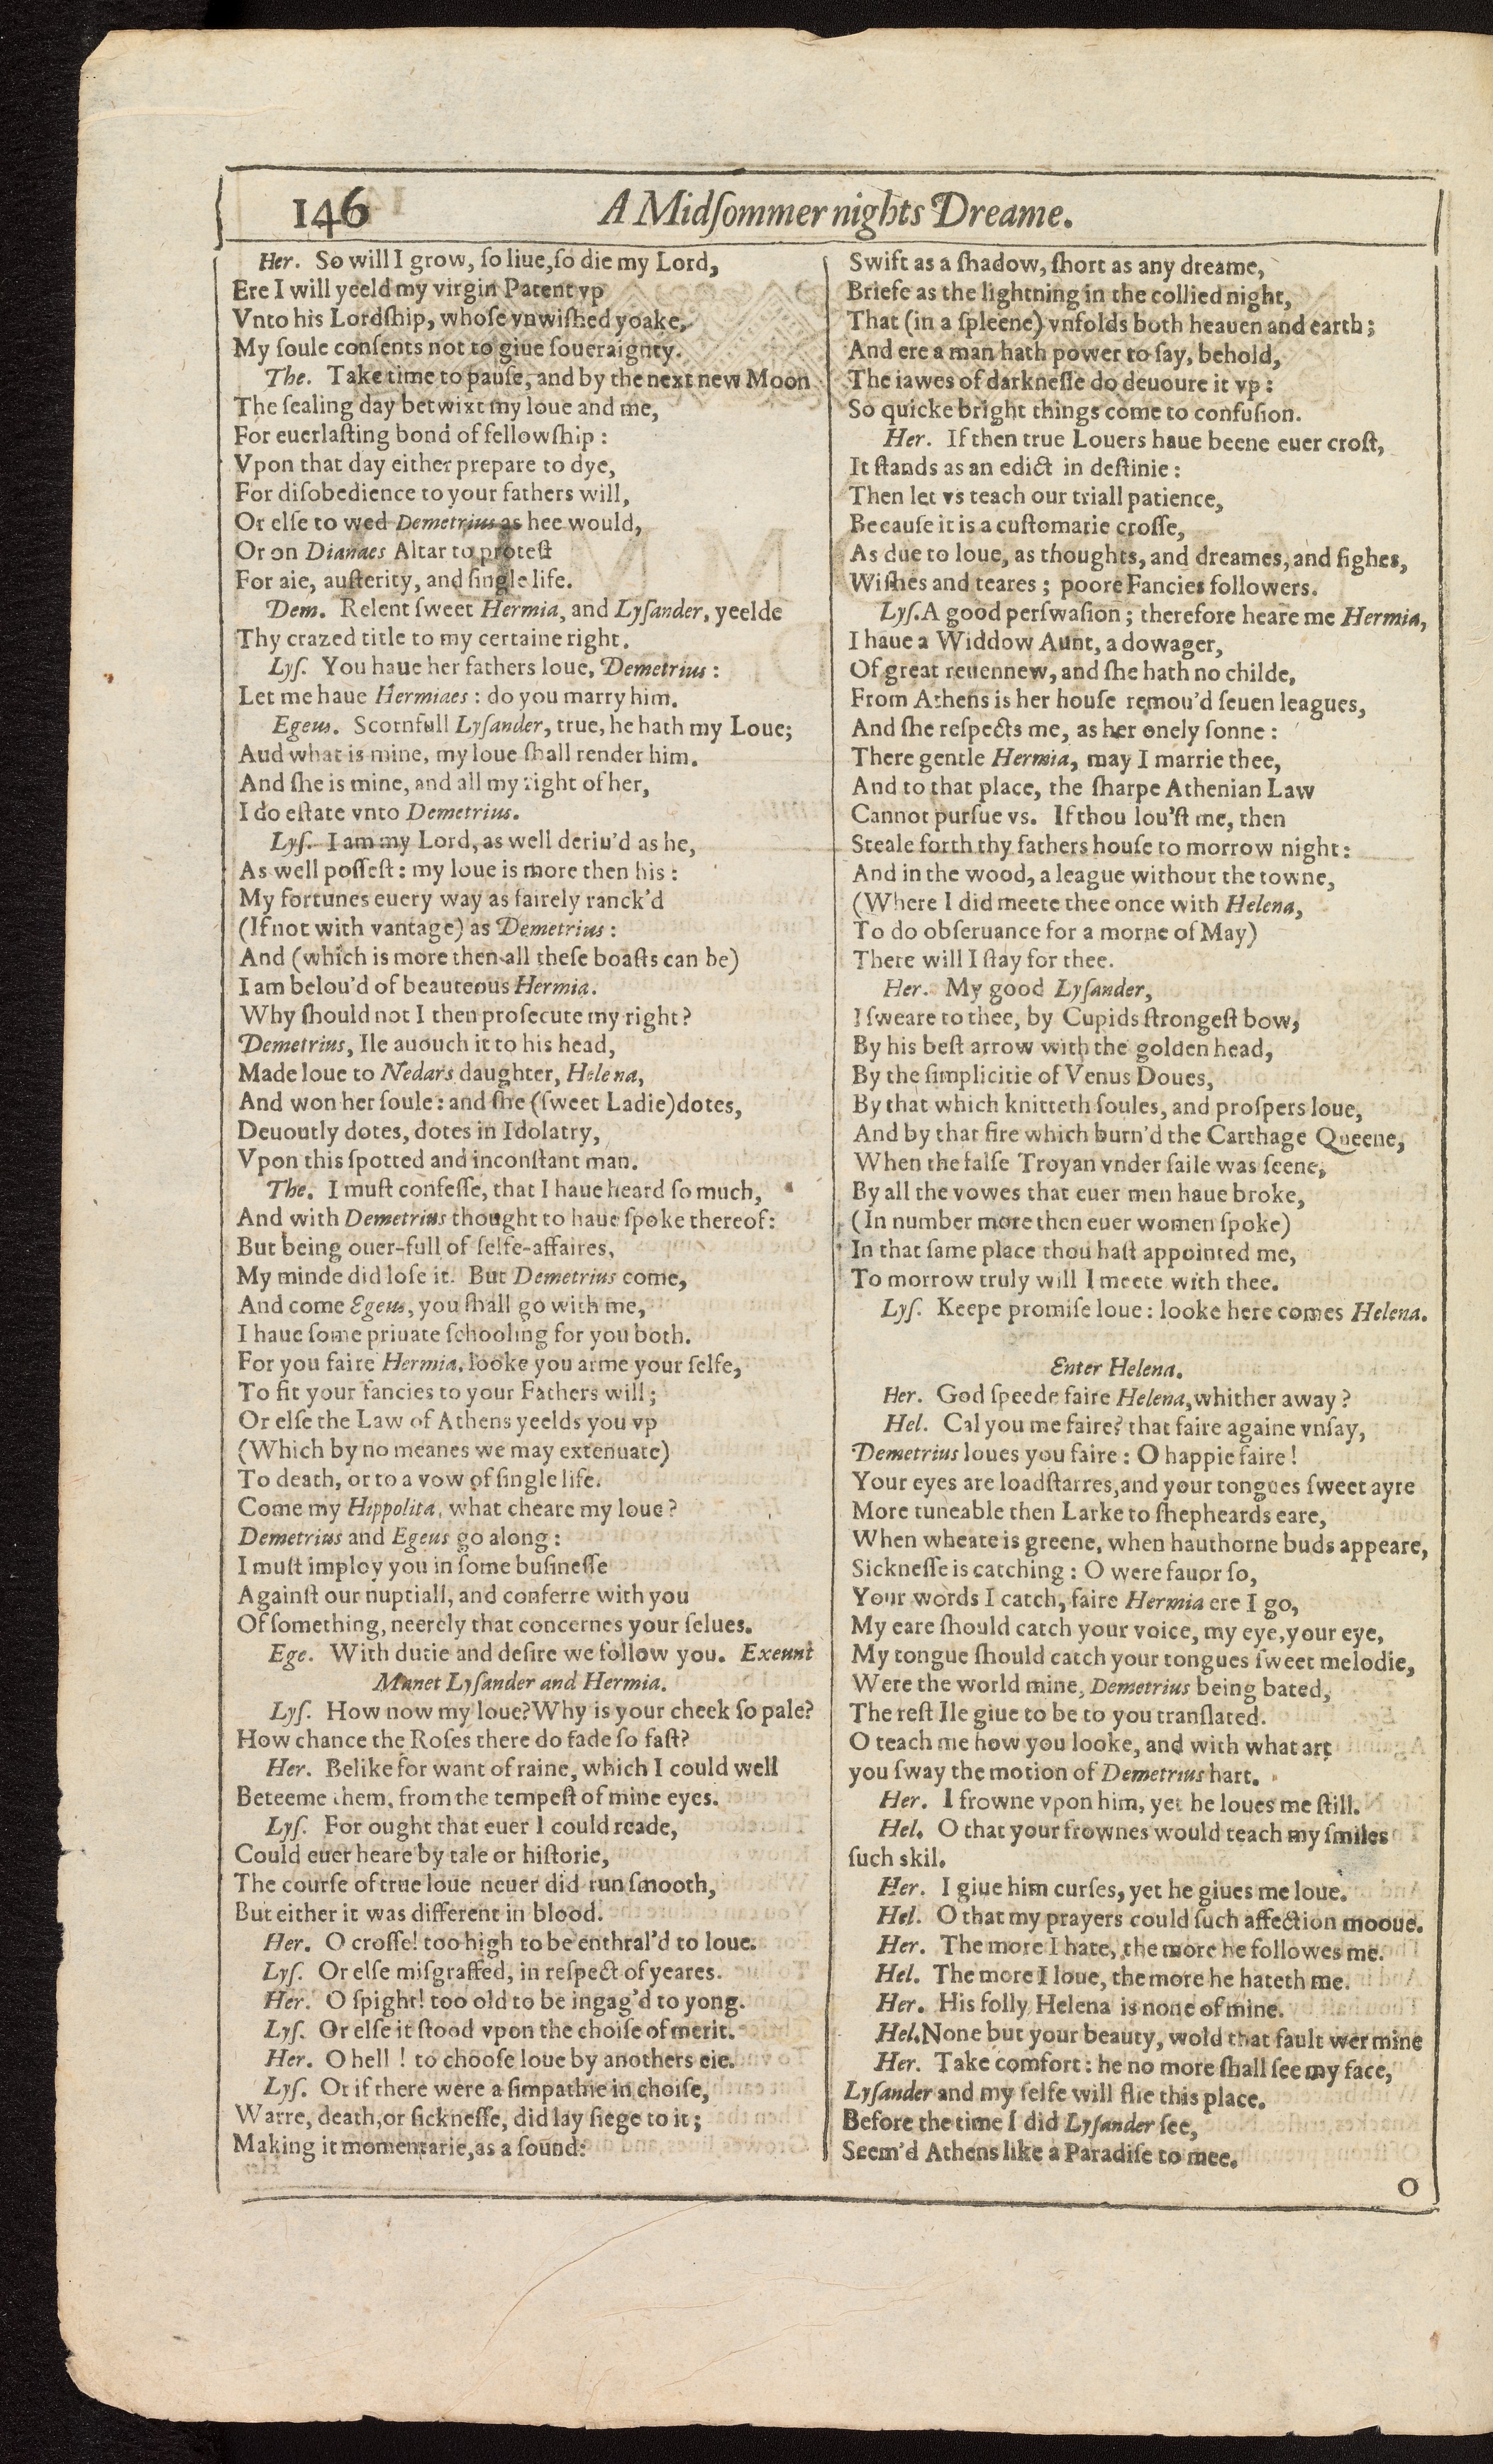 146
A Midſommer nights Dreame.
Her. So will I grow, ſo liue, ſo die my Lord,
Ere I will yeeld my virgin Patent vp
Vnto his Lordſhip, whoſe vnwiſhed yoake,
My ſoule conſents not to giue ſoueraignty.
The. Take time to pauſe, and by the next new Moon
The ſealing day betwixt my loue and me,
For euerlaſting bond of fellowſhip:
Vpon that day either prepare to dye,
For diſobedience to your fathers will,
Or elſe to wed Demetrius as hee would,
Or on Dianaes Altar to proteſt
For aie, auſterity, and ſingle life.
Dem. Relent ſweet Hermia, and Lyſander, yeelde
Thy crazed title to my certaine right.
Lyſ. You haue her fathers loue, Demetrius:
Let me haue Hermiaes: do you marry him.
Egeus. Scornfull Lyſander, true, he hath my Loue;
Aud what is mine, my loue ſhall render him.
And ſhe is mine, and all my right of her,
I do eſtate vnto Demetrius.
Lyſ. I am my Lord, as well deriu'd as he,
As well poſſeſt: my loue is more then his:
My fortunes euery way as fairely ranck'd
(If not with vantage) as Demetrius:
And (which is more then all theſe boaſts can be)
I am belou'd of beauteous Hermia.
Why ſhould not I then proſecute my right?
Demetrius, Ile auouch it to his head,
Made loue to Nedars daughter, Helena,
And won her ſoule: and ſhe (ſweet Ladie) dotes,
Deuoutly dotes, dotes in Idolatry,
Vpon this ſpotted and inconſtant man.
The. I muſt confeſſe, that I haue heard ſo much,
And with Demetrius thought to haue ſpoke thereof:
But being ouer-full of ſelfe-affaires,
My minde did loſe it. But Demetrius come,
And come Egeus, you ſhall go with me,
I haue ſome priuate ſchooling for you both.
For you faire Hermia, looke you arme your ſelfe,
To fit your fancies to your Fathers will;
Or elſe the Law of Athens yeelds you vp
(Which by no meanes we may extenuate)
To death, or to a vow of ſingle life.
Come my Hippolita, what cheare my loue?
Demetrius and Egeus go along:
I muſt imploy you in ſome buſineſſe
Againſt our nuptiall, and conferre with you
Of ſomething, neerely that concernes your ſelues.
Ege. With dutie and deſire we follow you. Exeunt
Manet Lyſander and Hermia.
Lyſ. How now my loue? Why is your cheek ſo pale?
How chance the Roſes there do fade ſo faſt?
Her. Belike for want of raine, which I could well
Beteeme them, from the tempeſt of mine eyes.
Lyſ. For ought that euer I could reade,
Could euer heare by tale or hiſtorie,
The courſe of true loue neuer did run ſmooth,
But either it was different in blood.
Her. O croſſe! too high to be enthral'd to loue.
Lyſ. Or elſe miſgraffed, in reſpect of yeares.
Her. O ſpight! too old to be ingag'd to yong.
Lyſ. Or elſe it ſtood vpon the choiſe of merit.
Her. O hell! to chooſe loue by anothers eie.
Lyſ. Or if there were a ſimpathie in choiſe,
Warre, death, or ſickneſſe, did lay ſiege to it;
Making it momentarie, as a ſound:
Swift as a ſhadow, ſhort as any dreame,
Briefe as the lightning in the collied night,
That (in a ſpleene) vnfolds both heauen and earth;
And ere a man hath power to ſay, behold,
The iawes of darkneſſe do deuoure it vp:
So quicke bright things come to confuſion.
Her. If then true Louers haue beene euer croſt,
It ſtands as an edict in deſtinie:
Then let vs teach our triall patience,
Becauſe it is a cuſtomarie croſſe,
As due to loue, as thoughts, and dreames, and ſighes,
Wiſhes and teares; poore Fancies followers.
Lyſ. A good perſwaſion; therefore heare me Hermia,
I haue a Widdow Aunt, a dowager,
Of great reuennew, and ſhe hath no childe,
From Athens is her houſe remou'd ſeuen leagues,
And ſhe reſpects me, as her onely ſonne:
There gentle Hermia, may I marrie thee,
And to that place, the ſharpe Athenian Law
Cannot purſue vs. If thou lou'ſt me, then
Steale forth thy fathers houſe to morrow night:
And in the wood, a league without the towne,
(Where I did meete thee once with Helena,
To do obſeruance for a morne of May)
There will I ſtay for thee.
Her. My good Lyſander,
I ſweare to thee, by Cupids ſtrongeſt bow,
By his beſt arrow with the golden head,
By the ſimplicitie of Venus Doues,
By that which knitteth ſoules, and proſpers loue,
And by that fire which burn'd the Carthage Queene,
When the falſe Troyan vnder ſaile was ſeene,
By all the vowes that euer men haue broke,
(In number more then euer women ſpoke)
In that ſame place thou haſt appointed me,
To morrow truly will I meete with thee.
Lyſ. Keepe promiſe loue: looke here comes Helena.
Enter Helena.
Her. God ſpeede faire Helena, whither away?
Hel. Cal you me faire? that faire againe vnſay,
Demetrius loues you faire: O happie faire!
Your eyes are loadſtarres, and your tongues ſweet ayre
More tuneable then Larke to ſhepheards eare,
When wheate is greene, when hauthorne buds appeare,
Sickneſſe is catching: O were fauor ſo,
Your words I catch, faire Hermia ere I go,
My eare ſhould catch your voice, my eye, your eye,
My tongue ſhould catch your tongues ſweet melodie,
Were the world mine, Demetrius being bated,
The reſt Ile giue to be to you tranſlated.
O teach me how you looke, and with what art
you ſway the motion of Demetrius hart.
Her. I frowne vpon him, yet he loues me ſtill.
Hel. O that your frownes would teach my ſmiles
ſuch skil.
Her. I giue him curſes, yet he giues me loue.
Hel. O that my prayers could ſuch affection mooue.
Her. The more I hate, the more he followes me.
Hel. The more I loue, the more he hateth me.
Her. His folly Helena is none of mine.
Hel. None but your beauty, wold that fault wer mine
Her. Take comfort: he no more ſhall ſee my face,
Lyſander and my ſelfe will flie this place.
Before the time I did Lyſander ſee,
Seem'd Athens like a Paradiſe to mee.
O